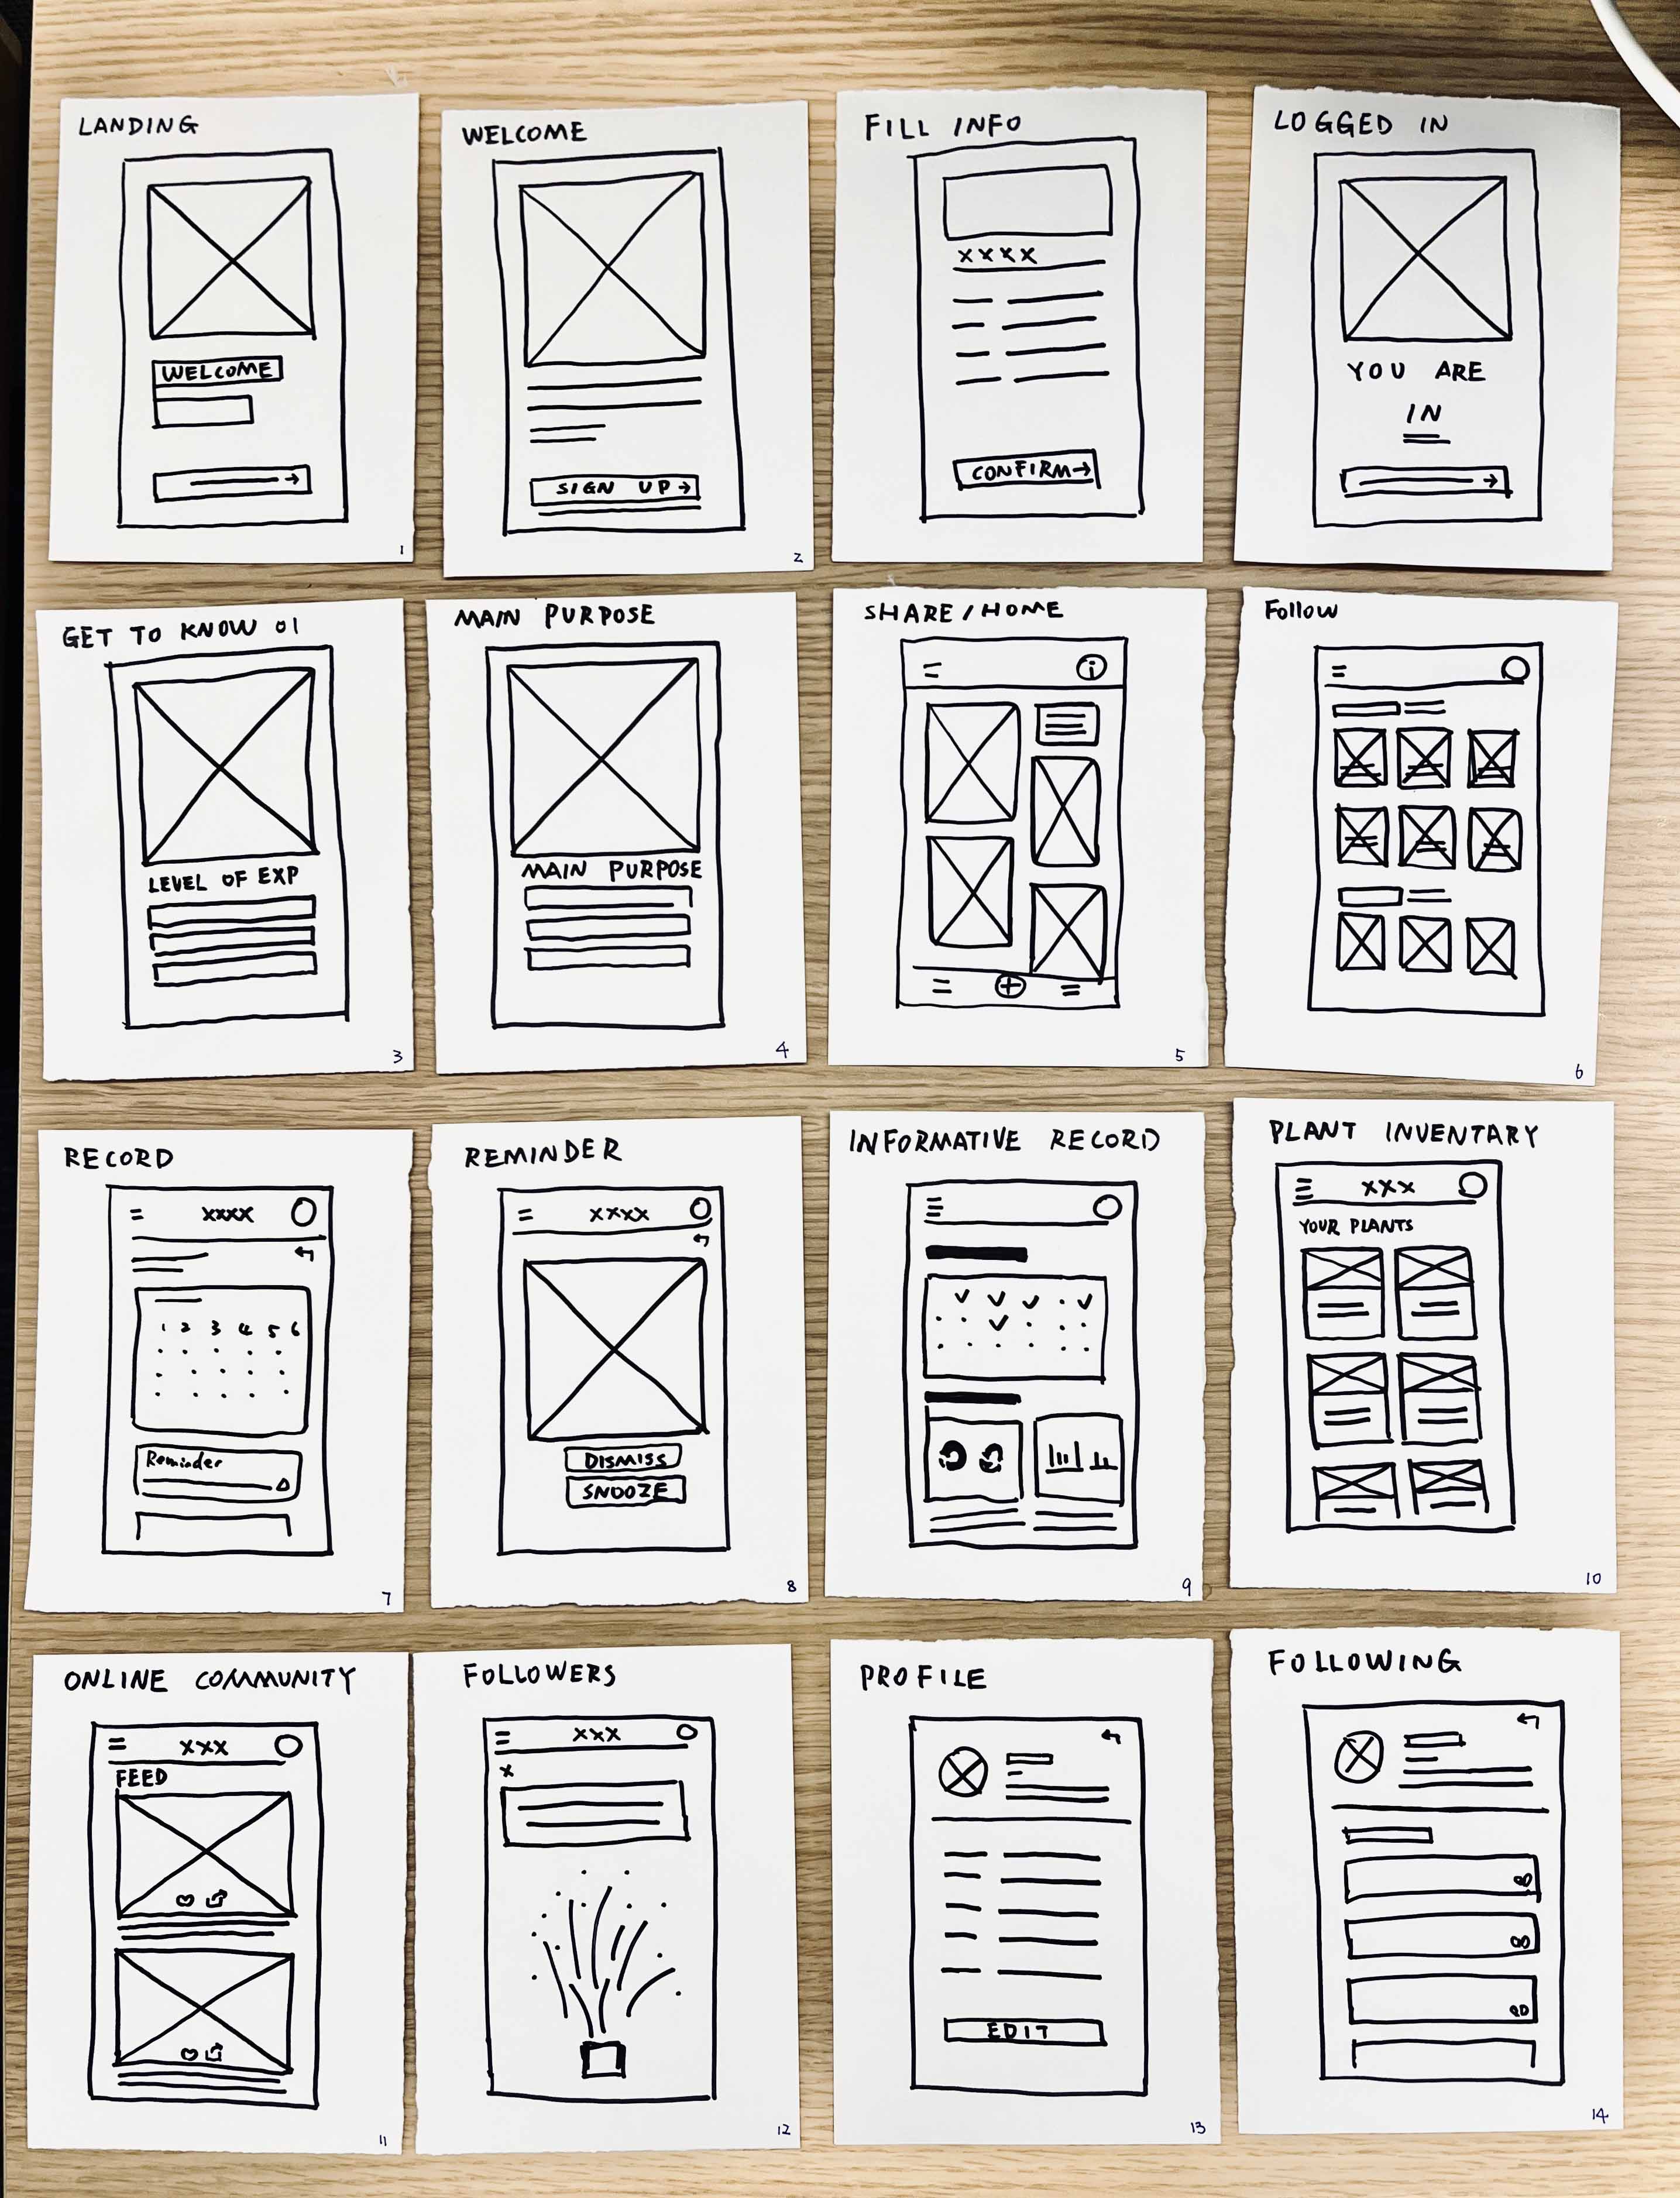 LANDING
WELCOME
1
WELCOME
SIGN UP
2
FILL INFO
XXXX
CONFIRM
LOGGED IN
YOU ARE
IN
GET TO KNOW 01
LEVEL OF EXP
3
MAIN PURPOSE
MAIN PURPOSE
4
SHARE/HOME
i
5
Follow
6
RECORD
XXXX
1 2 3 4 5 6
Reminder
7
REMINDER
XXXX
DISMISS
SNOOZE
8
INFORMATIVE RECORD
9
PLANT INVENTARY
XXX
YOUR PLANTS
10
ONLINE COMMUNITY
XXX
FEED
11
FOLLOWERS
XXX
X
12
PROFILE
EDIT
13
FOLLOWING
14